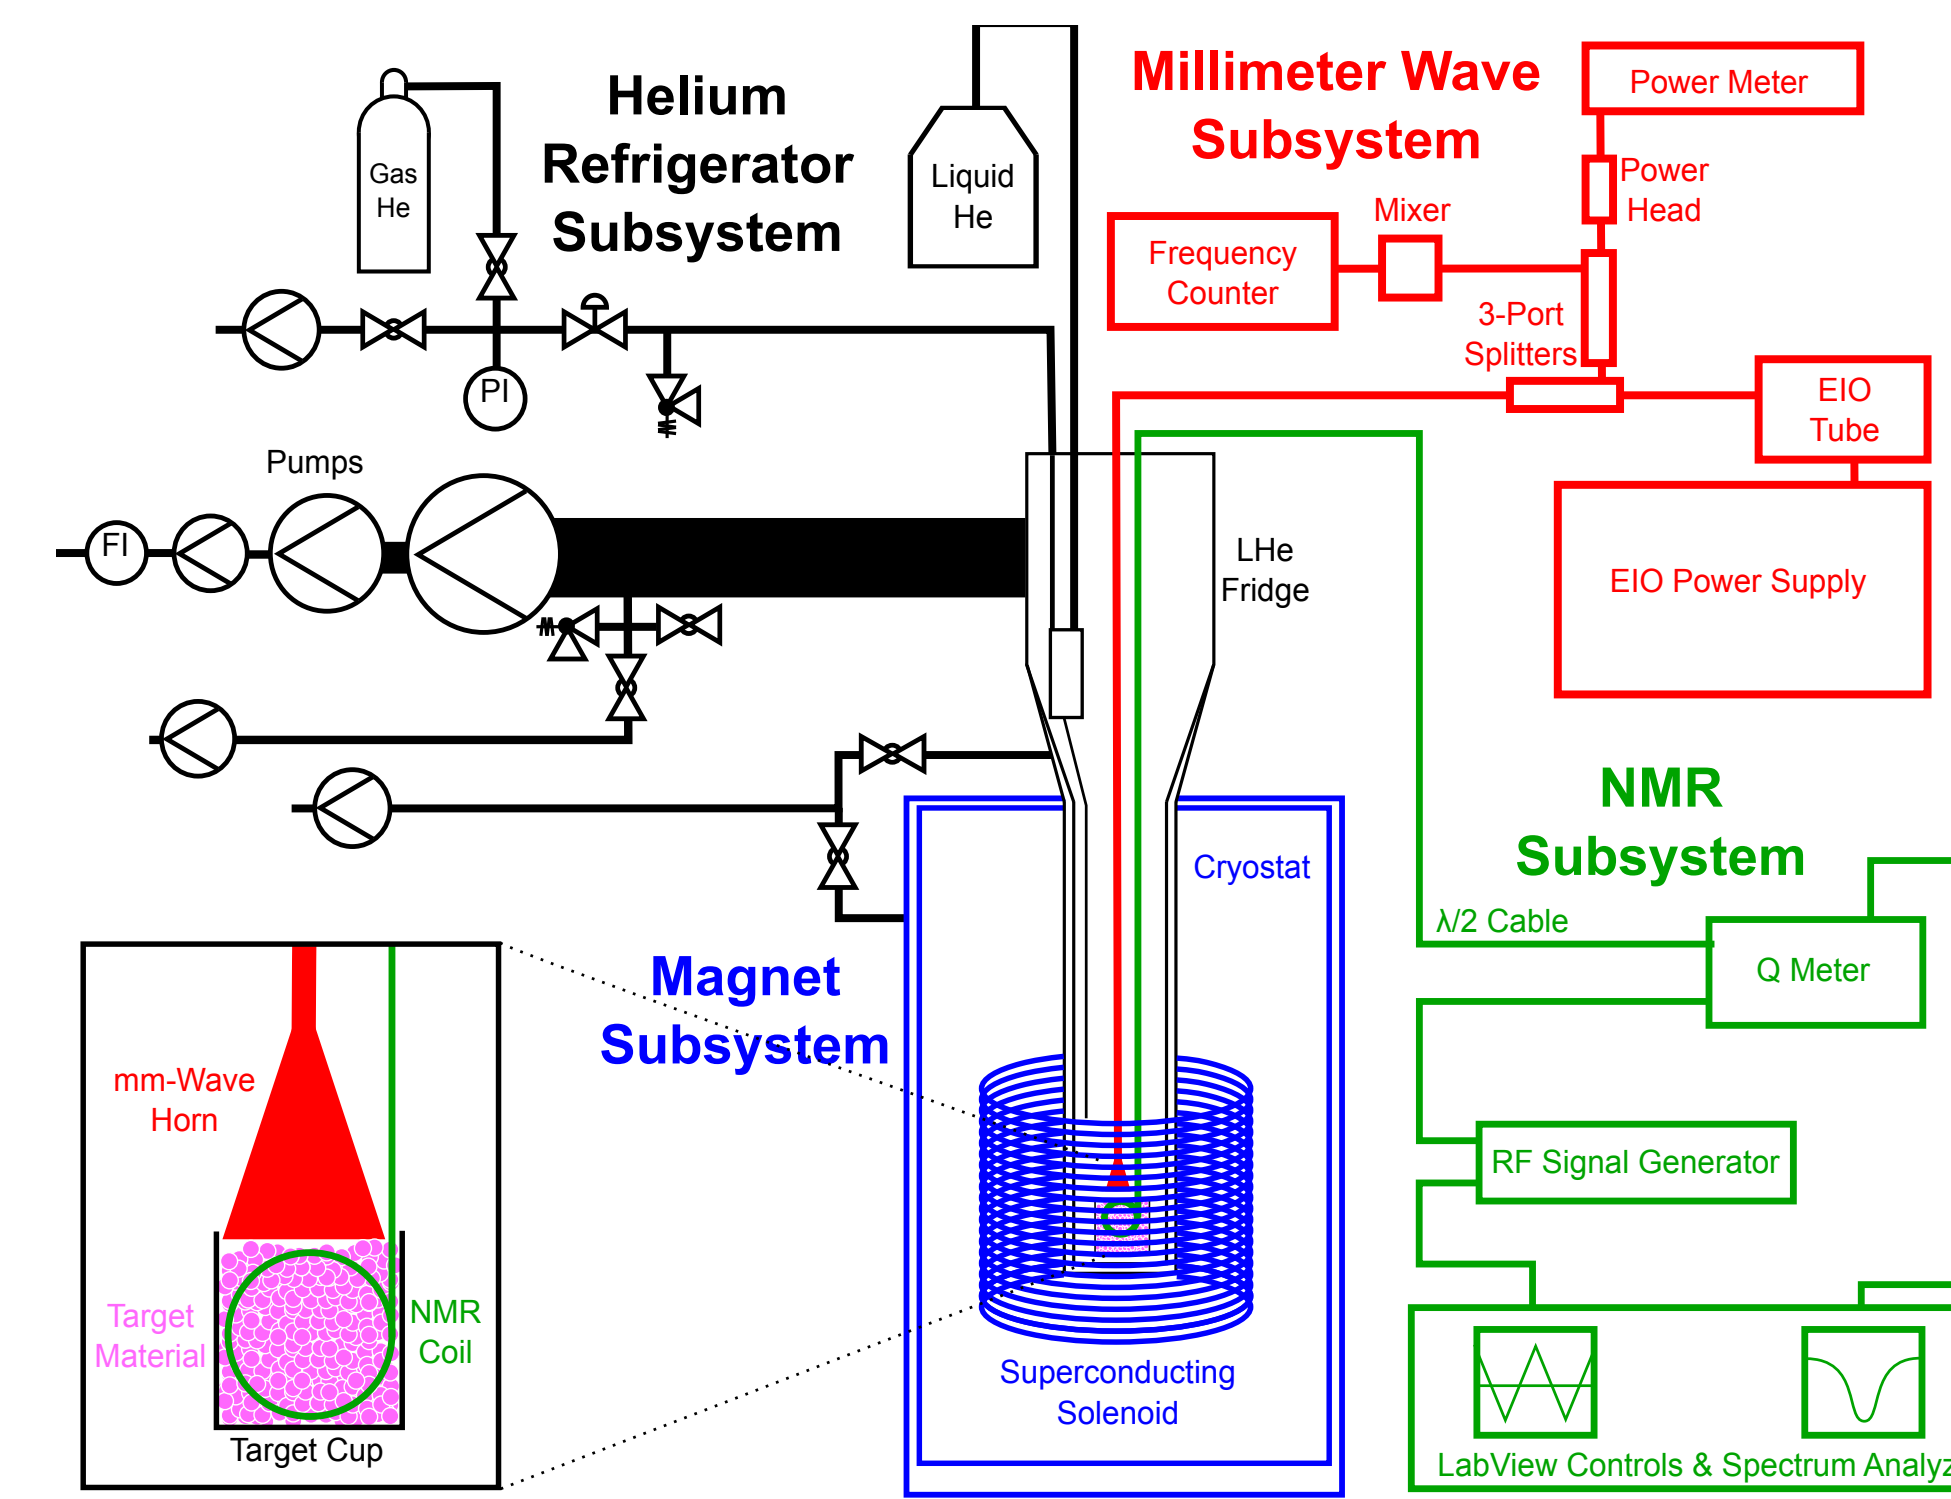 Helium
Refrigerator
Subsystem
Gas
He
Liquid
He
Millimeter Wave
Subsystem
Power Meter
Power
Head
Mixer
Frequency
Counter
3-Port
Splitters
EIO
Tube
EIO Power Supply
PI
Pumps
FI
LHe
Fridge
NMR
Subsystem
Cryostat
λ/2 Cable
Q Meter
Magnet
Subsystem
mm-Wave
Horn
RF Signal Generator
Target
Material
NMR
Coil
Target Cup
Superconducting
Solenoid
LabView Controls & Spectrum Analyz